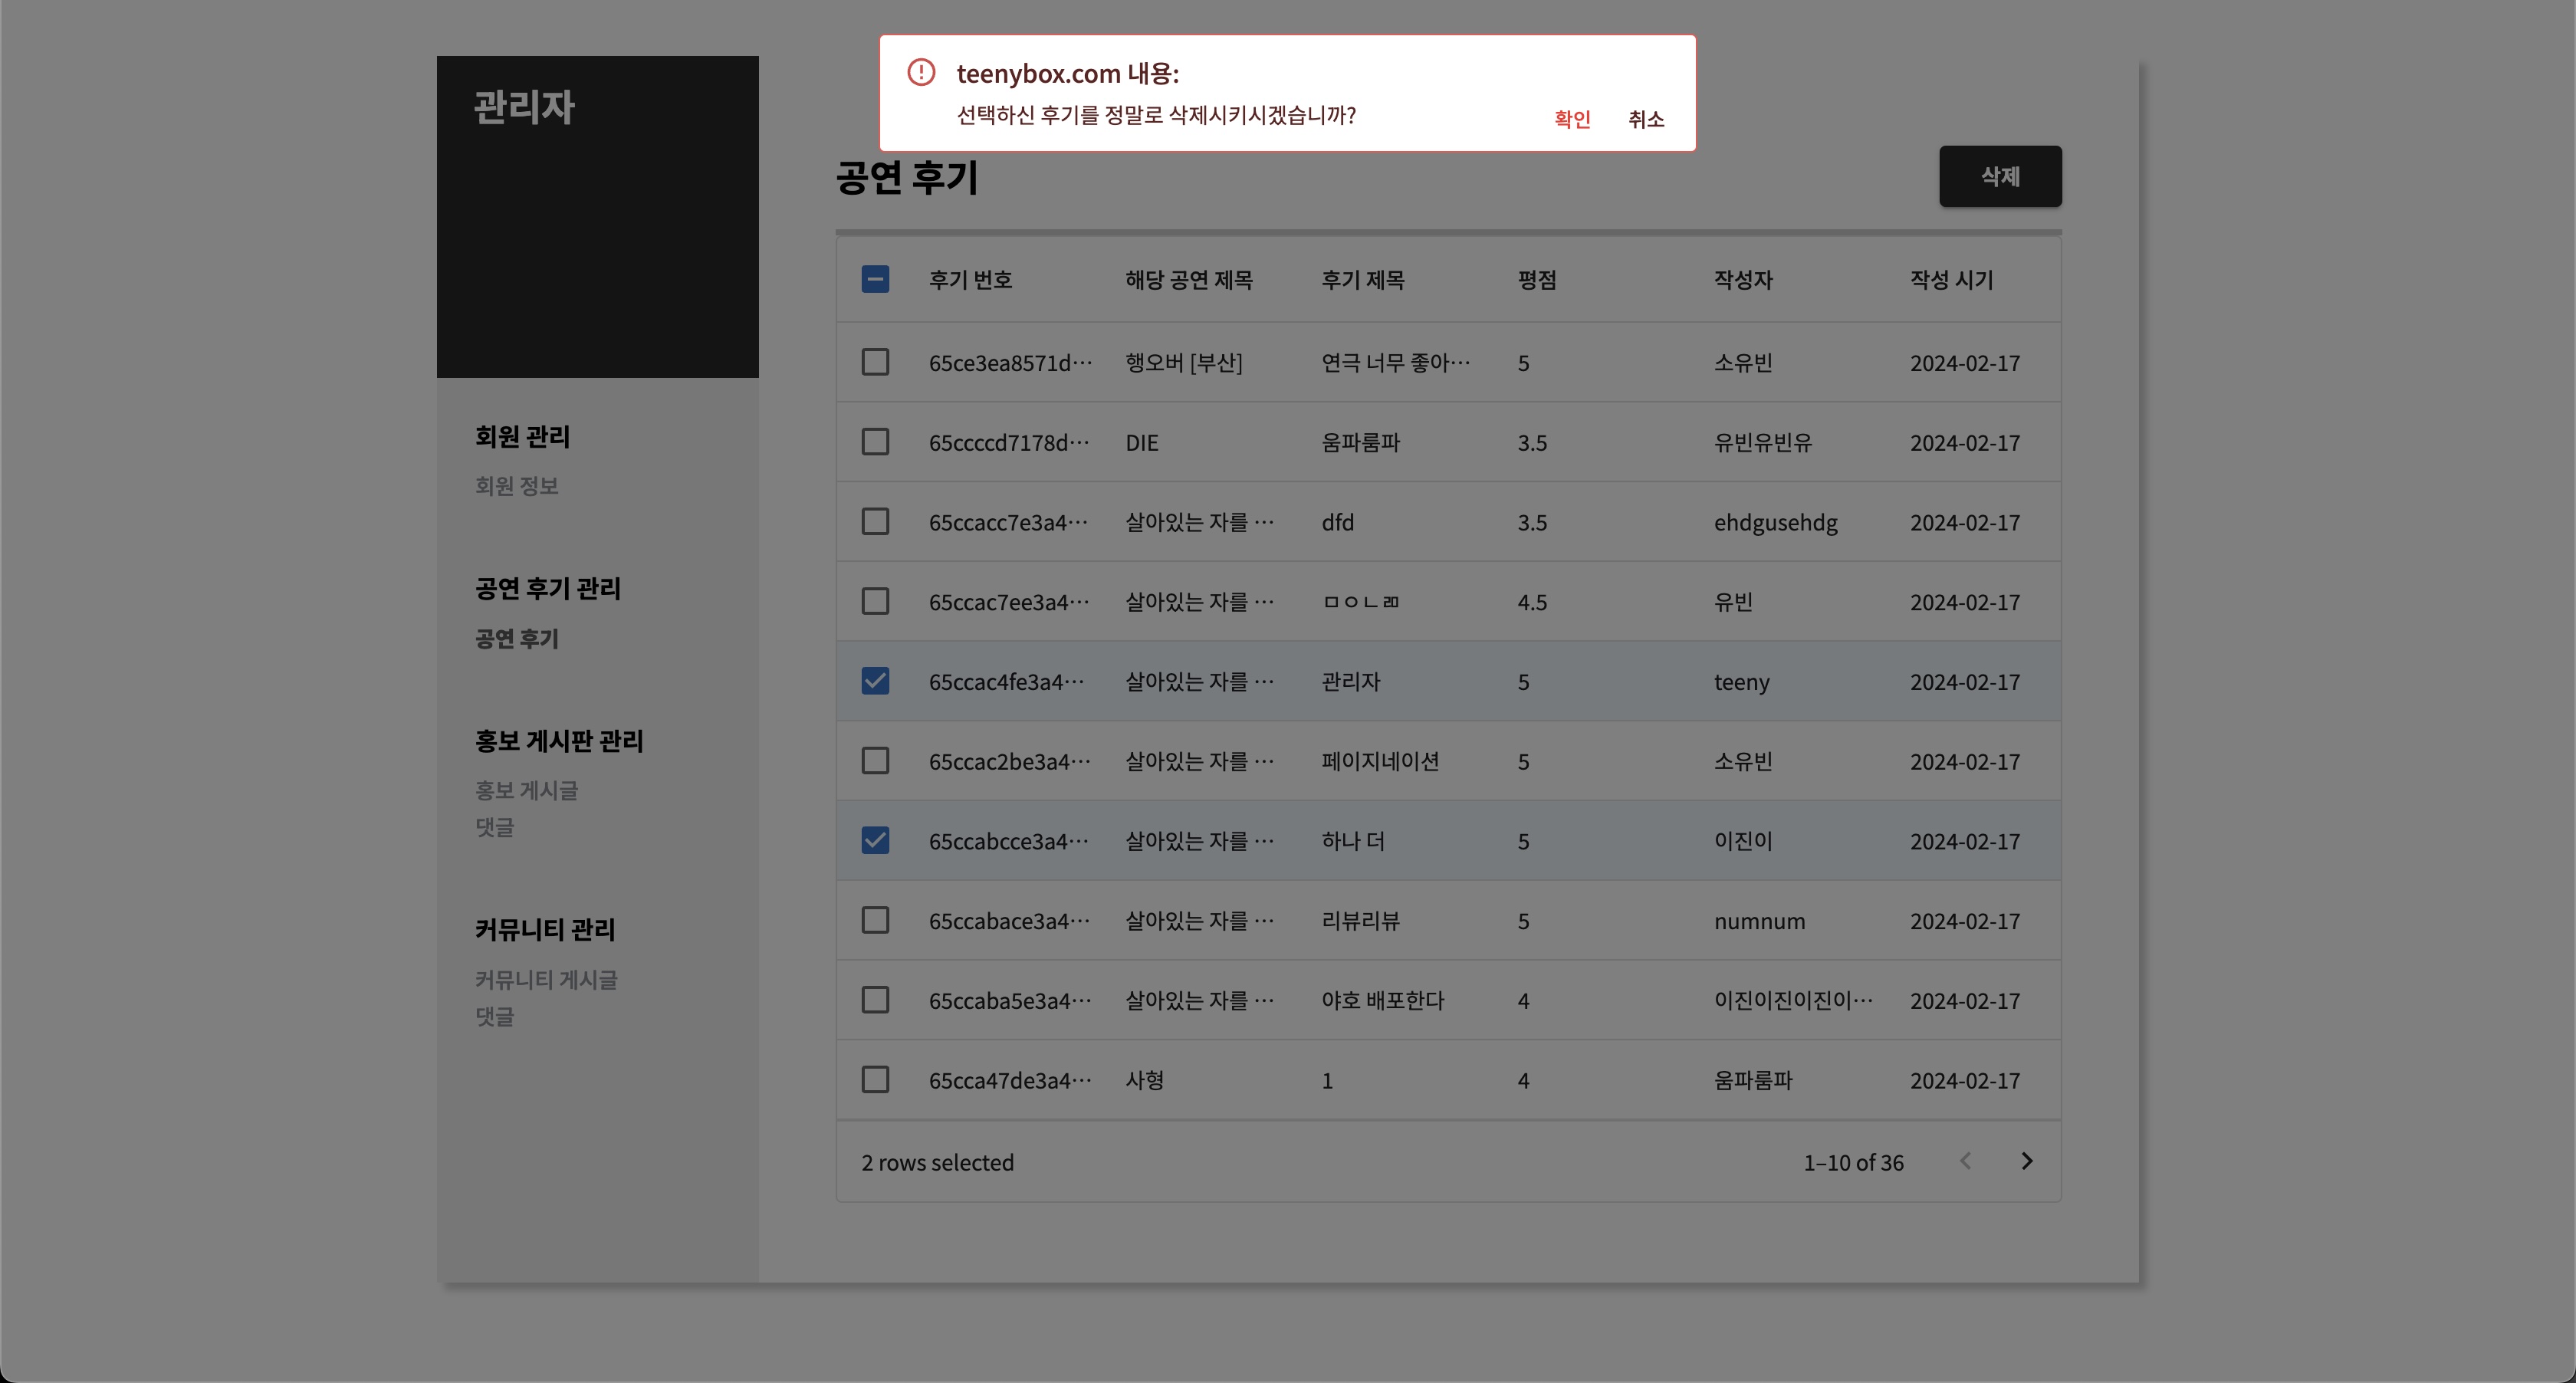 teenybox.com 내용:
선택하신 후기를 정말로 삭제시키시겠습니까?
확인 취소
관리자
회원 관리
회원 정보
공연 후기 관리
공연 후기
홍보 게시판 관리
홍보 게시글
댓글
커뮤니티 관리
커뮤니티 게시글
댓글
공연 후기
삭제
후기 번호 해당 공연 제목 후기 제목 평점 작성자 작성 시기
65ce3ea8571d… 행오버 [부산] 연극 너무 좋아… 5 소유빈 2024-02-17
65ccccd7178d… DIE 움파룸파 3.5 유빈유빈유 2024-02-17
65ccacc7e3a4… 살아있는 자를 … dfd 3.5 ehdgusehdg 2024-02-17
65ccac7ee3a4… 살아있는 자를 … ㅁㅇㄴㄻ 4.5 유빈 2024-02-17
65ccac4fe3a4… 살아있는 자를 … 관리자 5 teeny 2024-02-17
65ccac2be3a4… 살아있는 자를 … 페이지네이션 5 소유빈 2024-02-17
65ccabcce3a4… 살아있는 자를 … 하나 더 5 이진이 2024-02-17
65ccabace3a4… 살아있는 자를 … 리뷰리뷰 5 numnum 2024-02-17
65ccaba5e3a4… 살아있는 자를 … 야호 배포한다 4 이진이진이진이… 2024-02-17
65cca47de3a4… 사형 1 4 움파룸파 2024-02-17
2 rows selected
1–10 of 36